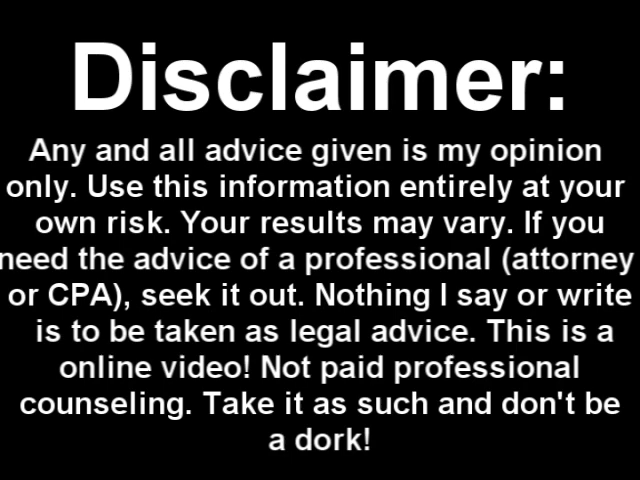 Disclaimer:
Any and all advice given is my opinion
only. Use this information entirely at your
own risk. Your results may vary. If you
need the advice of a professional (attorney
or CPA), seek it out. Nothing I say or write
is to be taken as legal advice. This is a
online video! Not paid professional
counseling. Take it as such and don't be
a dork!